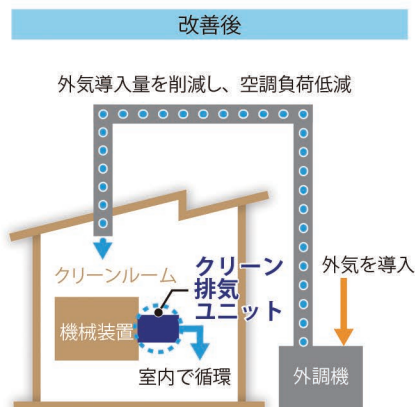 改善後
外気導入量を削減し、空調負荷低減
クリーンルーム
クリーン
排気
ユニット
外気を導入
機械装置
室内で循環
外調機